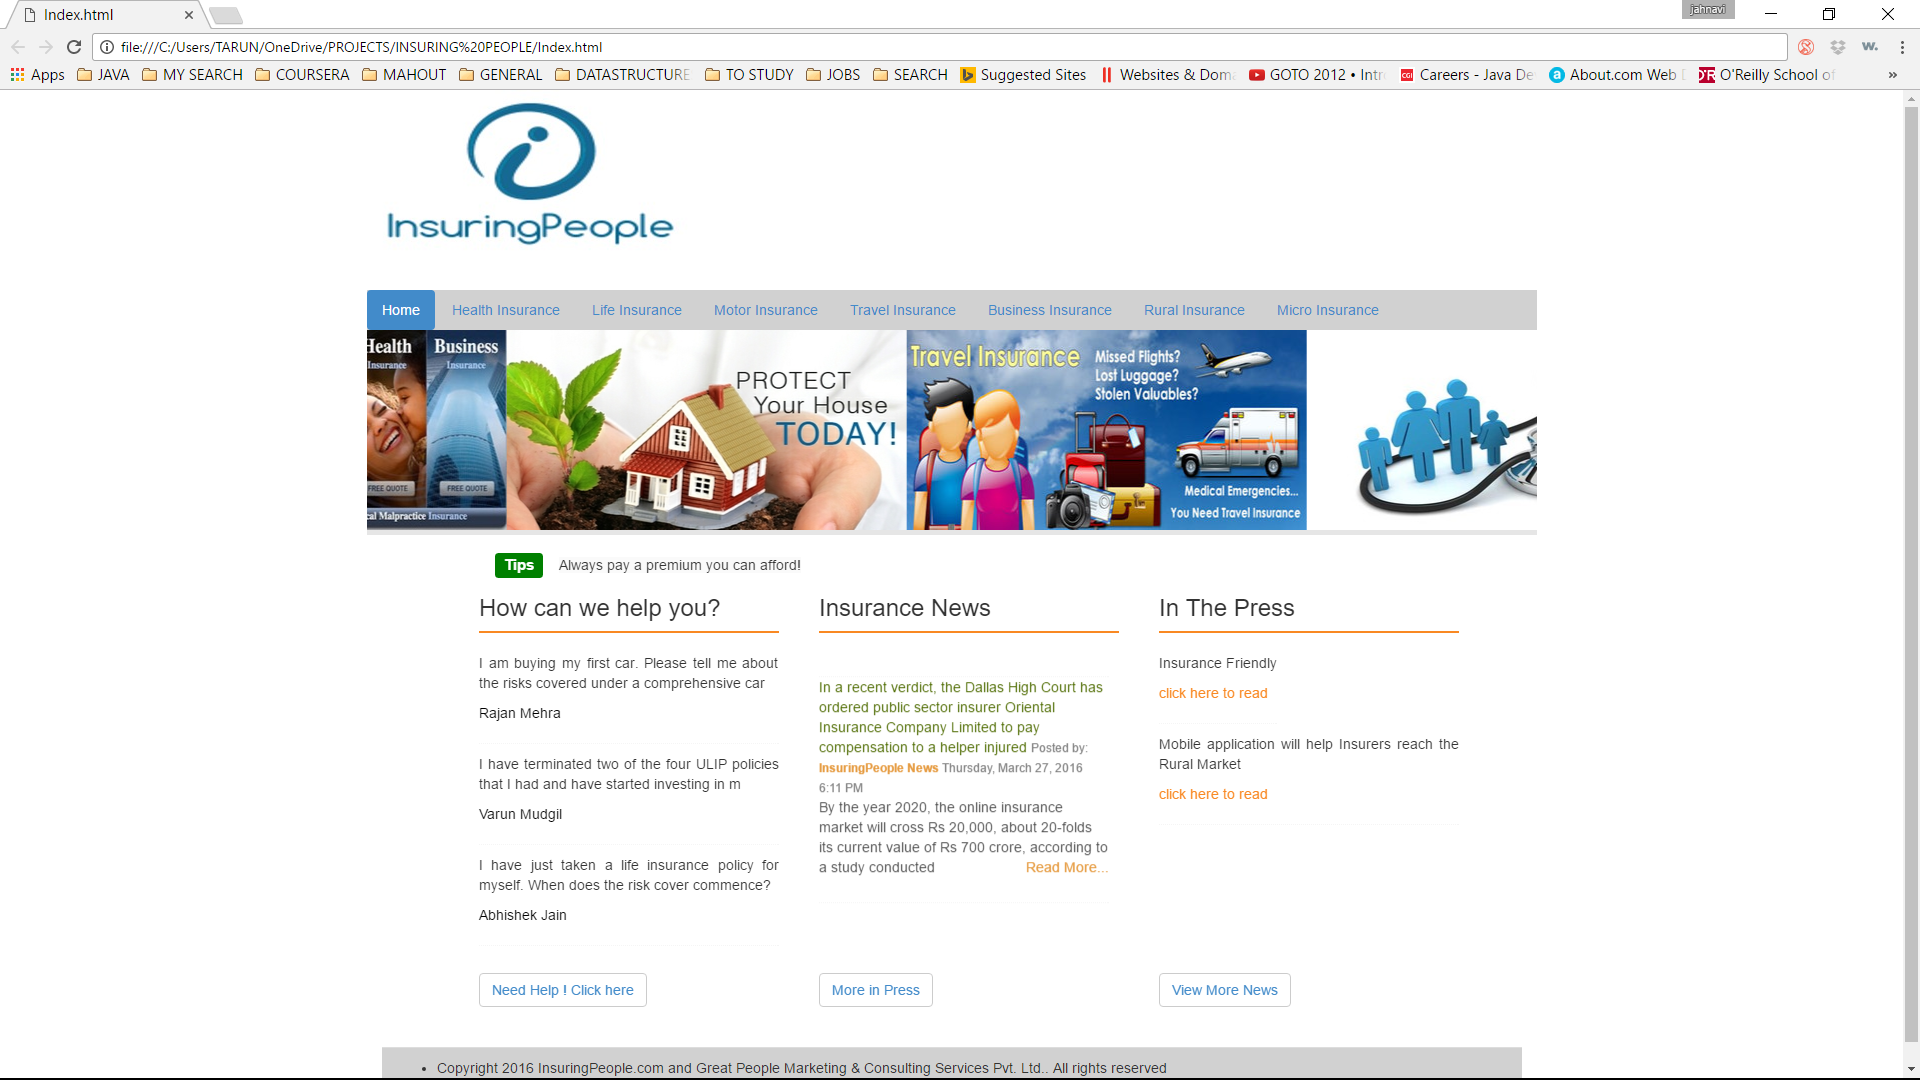 Index.html
jahnavi
file:///C:/Users/TARUN/OneDrive/PROJECTS/INSURING%20PEOPLE/Index.html
w.
Apps JAVA MY SEARCH COURSERA MAHOUT GENERAL DATASTRUCTURE TO STUDY JOBS SEARCH Suggested Sites Websites & Dom GOTO 2012 • Intr Careers - Java De About.com Web O'Reilly School of »
InsuringPeople
Home Health Insurance Life Insurance Motor Insurance Travel Insurance Business Insurance Rural Insurance Micro Insurance
Health
Insurance
FREE QUOTE
Business
Insurance
FREE QUOTE
cal Malpractice Insurance
PROTECT
Your House
TODAY!
Travel Insurance
Missed Flights?
Lost Luggage?
Stolen Valuables?
Medical Emergencies...
You Need Travel Insurance
Tips Always pay a premium you can afford!
How can we help you?
I am buying my first car. Please tell me about
the risks covered under a comprehensive car
Rajan Mehra
I have terminated two of the four ULIP policies
that I had and have started investing in m
Varun Mudgil
I have just taken a life insurance policy for
myself. When does the risk cover commence?
Abhishek Jain
Need Help ! Click here
Insurance News
In a recent verdict, the Dallas High Court has
ordered public sector insurer Oriental
Insurance Company Limited to pay
compensation to a helper injured Posted by:
InsuringPeople News Thursday, March 27, 2016
6:11 PM
By the year 2020, the online insurance
market will cross Rs 20,000, about 20-folds
its current value of Rs 700 crore, according to
a study conducted Read More...
More in Press
In The Press
Insurance Friendly
click here to read
Mobile application will help Insurers reach the
Rural Market
click here to read
View More News
• Copyright 2016 InsuringPeople.com and Great People Marketing & Consulting Services Pvt. Ltd.. All rights reserved